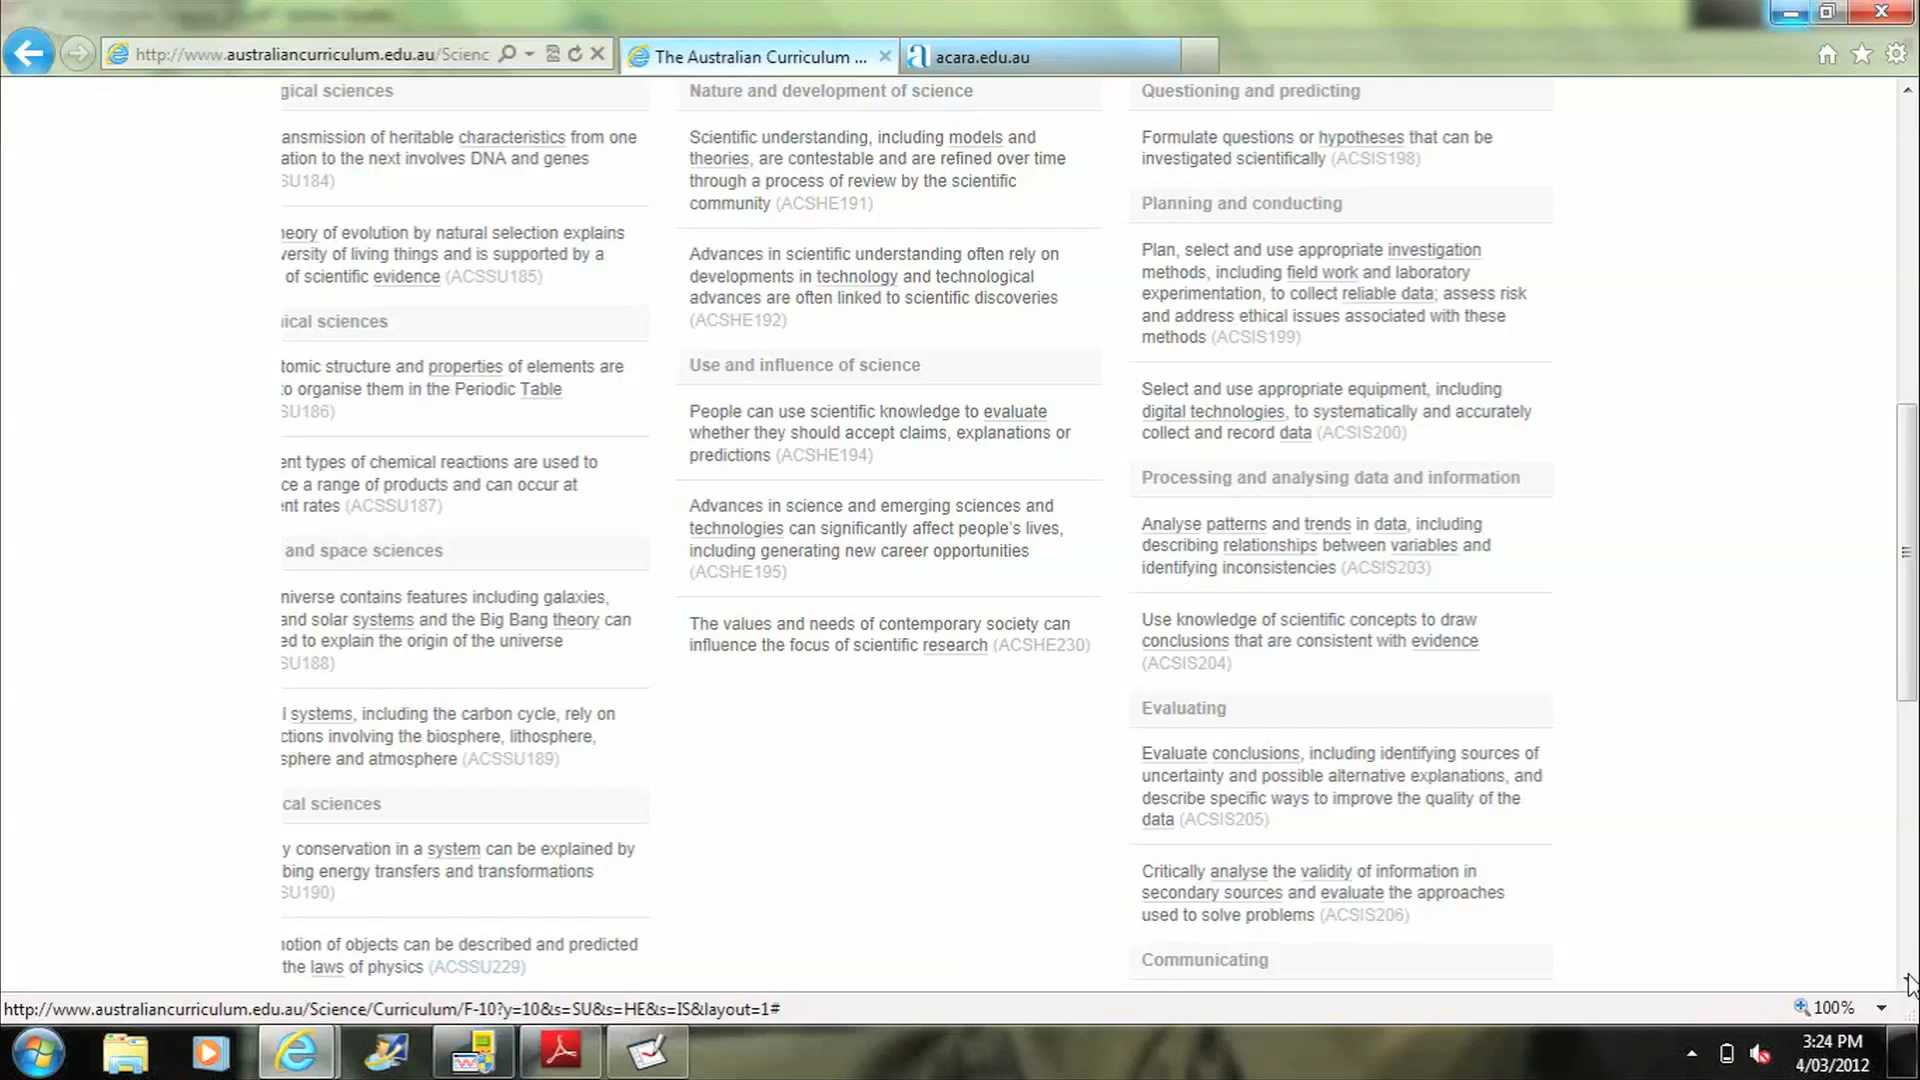 http://www.australiancurriculum.edu.au/Scienc
The Australian Curriculum ...
acara.edu.au
gical sciences
ansmission of heritable characteristics from one
ation to the next involves DNA and genes
SU184)
heory of evolution by natural selection explains
versity of living things and is supported by a
of scientific evidence (ACSSU185)
ical sciences
tomic structure and properties of elements are
to organise them in the Periodic Table
SU186)
ent types of chemical reactions are used to
ce a range of products and can occur at
ent rates (ACSSU187)
and space sciences
niverse contains features including galaxies,
and solar systems and the Big Bang theory can
ed to explain the origin of the universe
SU188)
l systems, including the carbon cycle, rely on
ctions involving the biosphere, lithosphere,
sphere and atmosphere (ACSSU189)
cal sciences
y conservation in a system can be explained by
bing energy transfers and transformations
SU190)
notion of objects can be described and predicted
the laws of physics (ACSSU229)
Nature and development of science
Scientific understanding, including models and
theories, are contestable and are refined over time
through a process of review by the scientific
community (ACSHE191)
Advances in scientific understanding often rely on
developments in technology and technological
advances are often linked to scientific discoveries
(ACSHE192)
Use and influence of science
People can use scientific knowledge to evaluate
whether they should accept claims, explanations or
predictions (ACSHE194)
Advances in science and emerging sciences and
technologies can significantly affect people's lives,
including generating new career opportunities
(ACSHE195)
The values and needs of contemporary society can
influence the focus of scientific research (ACSHE230)
Questioning and predicting
Formulate questions or hypotheses that can be
investigated scientifically (ACSIS198)
Planning and conducting
Plan, select and use appropriate investigation
methods, including field work and laboratory
experimentation, to collect reliable data; assess risk
and address ethical issues associated with these
methods (ACSIS199)
Select and use appropriate equipment, including
digital technologies, to systematically and accurately
collect and record data (ACSIS200)
Processing and analysing data and information
Analyse patterns and trends in data, including
describing relationships between variables and
identifying inconsistencies (ACSIS203)
Use knowledge of scientific concepts to draw
conclusions that are consistent with evidence
(ACSIS204)
Evaluating
Evaluate conclusions, including identifying sources of
uncertainty and possible alternative explanations, and
describe specific ways to improve the quality of the
data (ACSIS205)
Critically analyse the validity of information in
secondary sources and evaluate the approaches
used to solve problems (ACSIS206)
Communicating
http://www.australiancurriculum.edu.au/Science/Curriculum/F-10?y=10&s=SU&s=HE&s=IS&layout=1#
100%
3:24 PM
4/03/2012